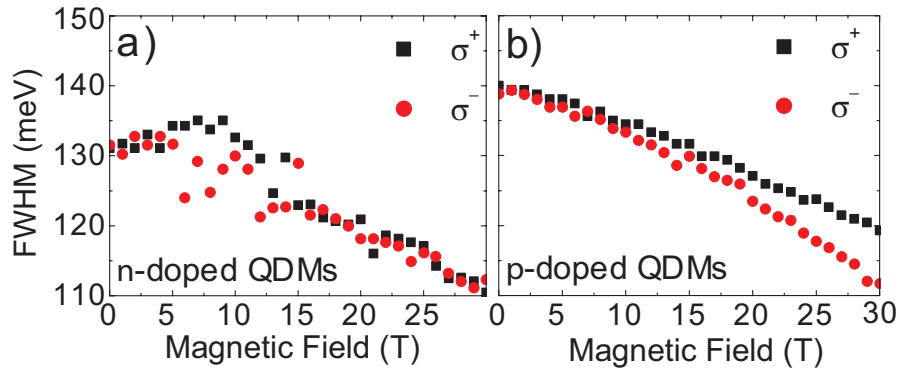 a)
σ+
σ−
n-doped QDMs
FWHM (meV)
150
140
130
120
110
0 5 10 15 20 25
Magnetic Field (T)
b)
σ+
σ−
p-doped QDMs
0 5 10 15 20 25 30
Magnetic Field (T)